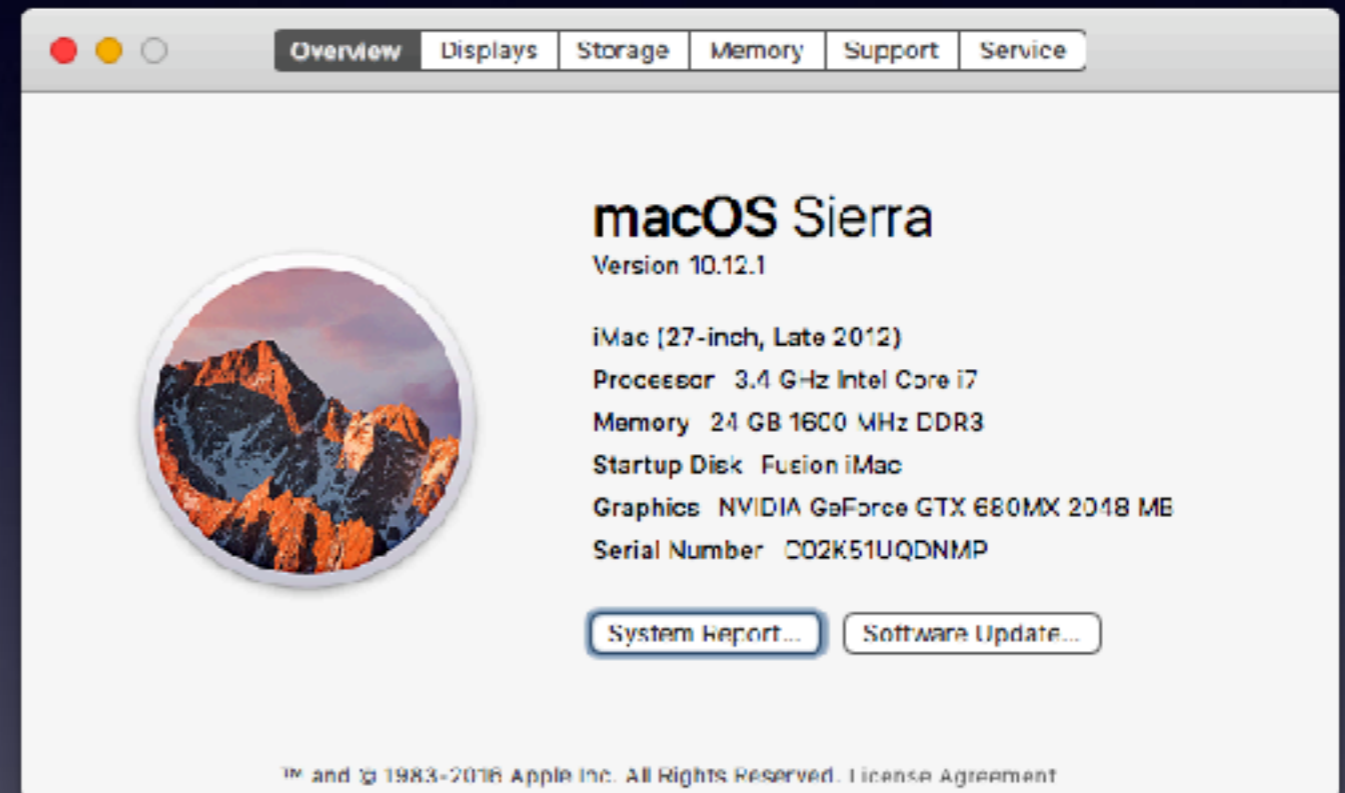 Overview Displays Storage Memory Support Service
macOS Sierra
Version 10.12.1
iMac (27-inch, Late 2012)
Processor 3.4 GHz Intel Core i7
Memory 24 GB 1600 MHz DDR3
Startup Disk Fusion iMac
Graphics NVIDIA GeForce GTX 680MX 2048 MB
Serial Number C02K51UQDNMP
System Report... Software Update...
™ and © 1983-2016 Apple Inc. All Rights Reserved. License Agreement